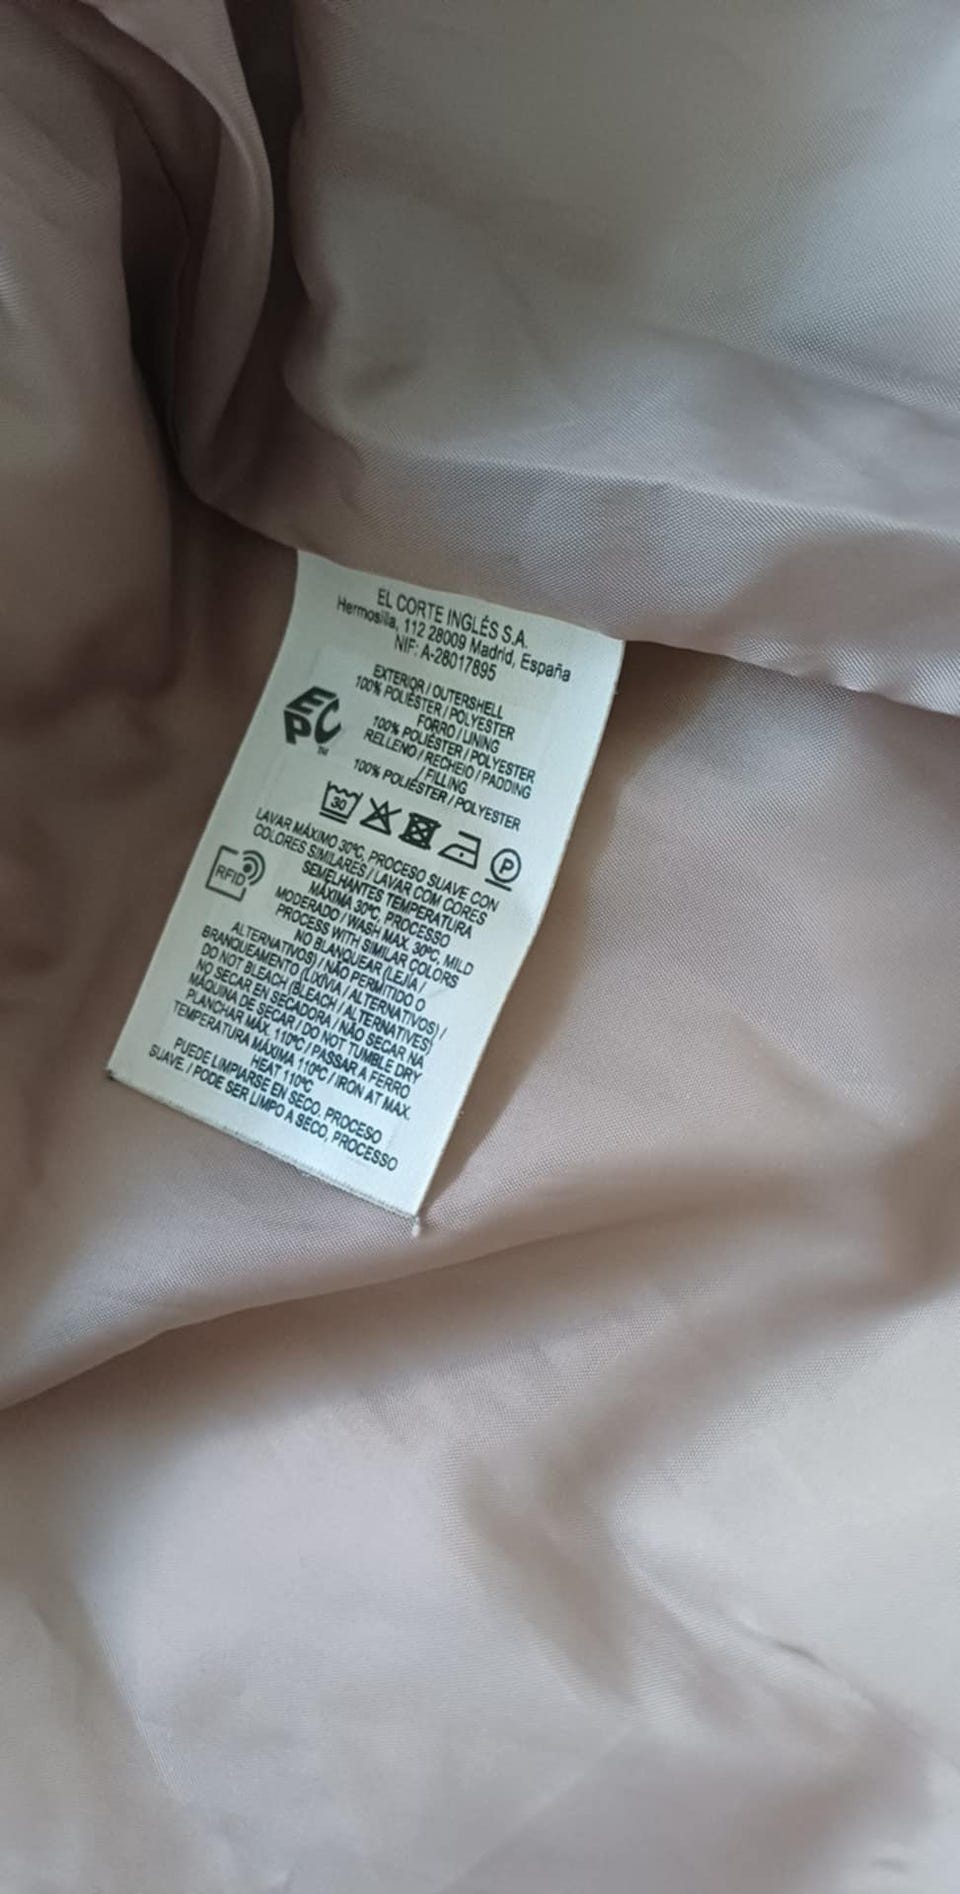 EL CORTE INGLÉS S.A.
Hermosilla, 112 28009 Madrid, España
NIF: A-28017895
EXTERIOR / OUTERSHELL
100% POLIÉSTER / POLYESTER
FORRO / LINING
100% POLIÉSTER / POLYESTER
RELLENO / RECHEIO / PADDING
/ FILLING
100% POLIÉSTER / POLYESTER
EPC
TM
30
P
LAVAR MÁXIMO 30ºC, PROCESO SUAVE CON
COLORES SIMILARES / LAVAR COM CORES
SEMELHANTES TEMPERATURA
MÁXIMA 30ºC, PROCESSO
MODERADO / WASH MAX. 30ºC, MILD
PROCESS WITH SIMILAR COLORS
RFID
NO BLANQUEAR (LEJÍA /
ALTERNATIVOS) / NÃO PERMITIDO O
BRANQUEAMENTO (LIXÍVIA / ALTERNATIVOS) /
DO NOT BLEACH (BLEACH / ALTERNATIVES)
NO SECAR EN SECADORA / NÃO SECAR NA
MÁQUINA DE SECAR / DO NOT TUMBLE DRY
PLANCHAR MÁX. 110ºC / PASSAR A FERRO
TEMPERATURA MÁXIMA 110ºC / IRON AT MAX.
HEAT 110ºC
PUEDE LIMPIARSE EN SECO. PROCESO
SUAVE. / PODE SER LIMPO A SECO, PROCESSO